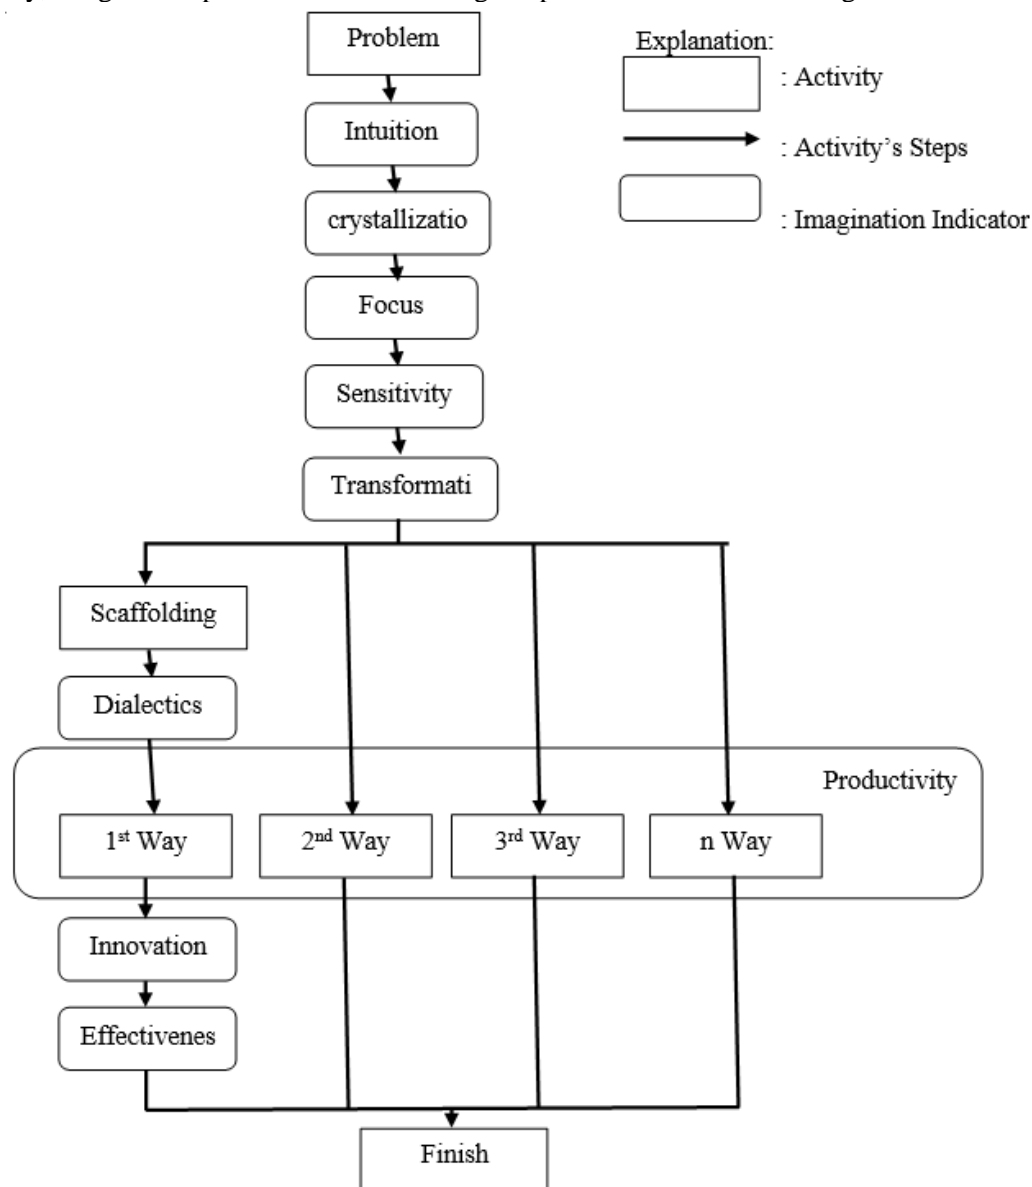 Problem
Explanation:
: Activity
Intuition
: Activity's Steps
crystallizatio
: Imagination Indicator
Focus
Sensitivity
Transformati
Scaffolding
Dialectics
Productivity
1st Way
2nd Way
3rd Way
n Way
Innovation
Effectivenes
Finish